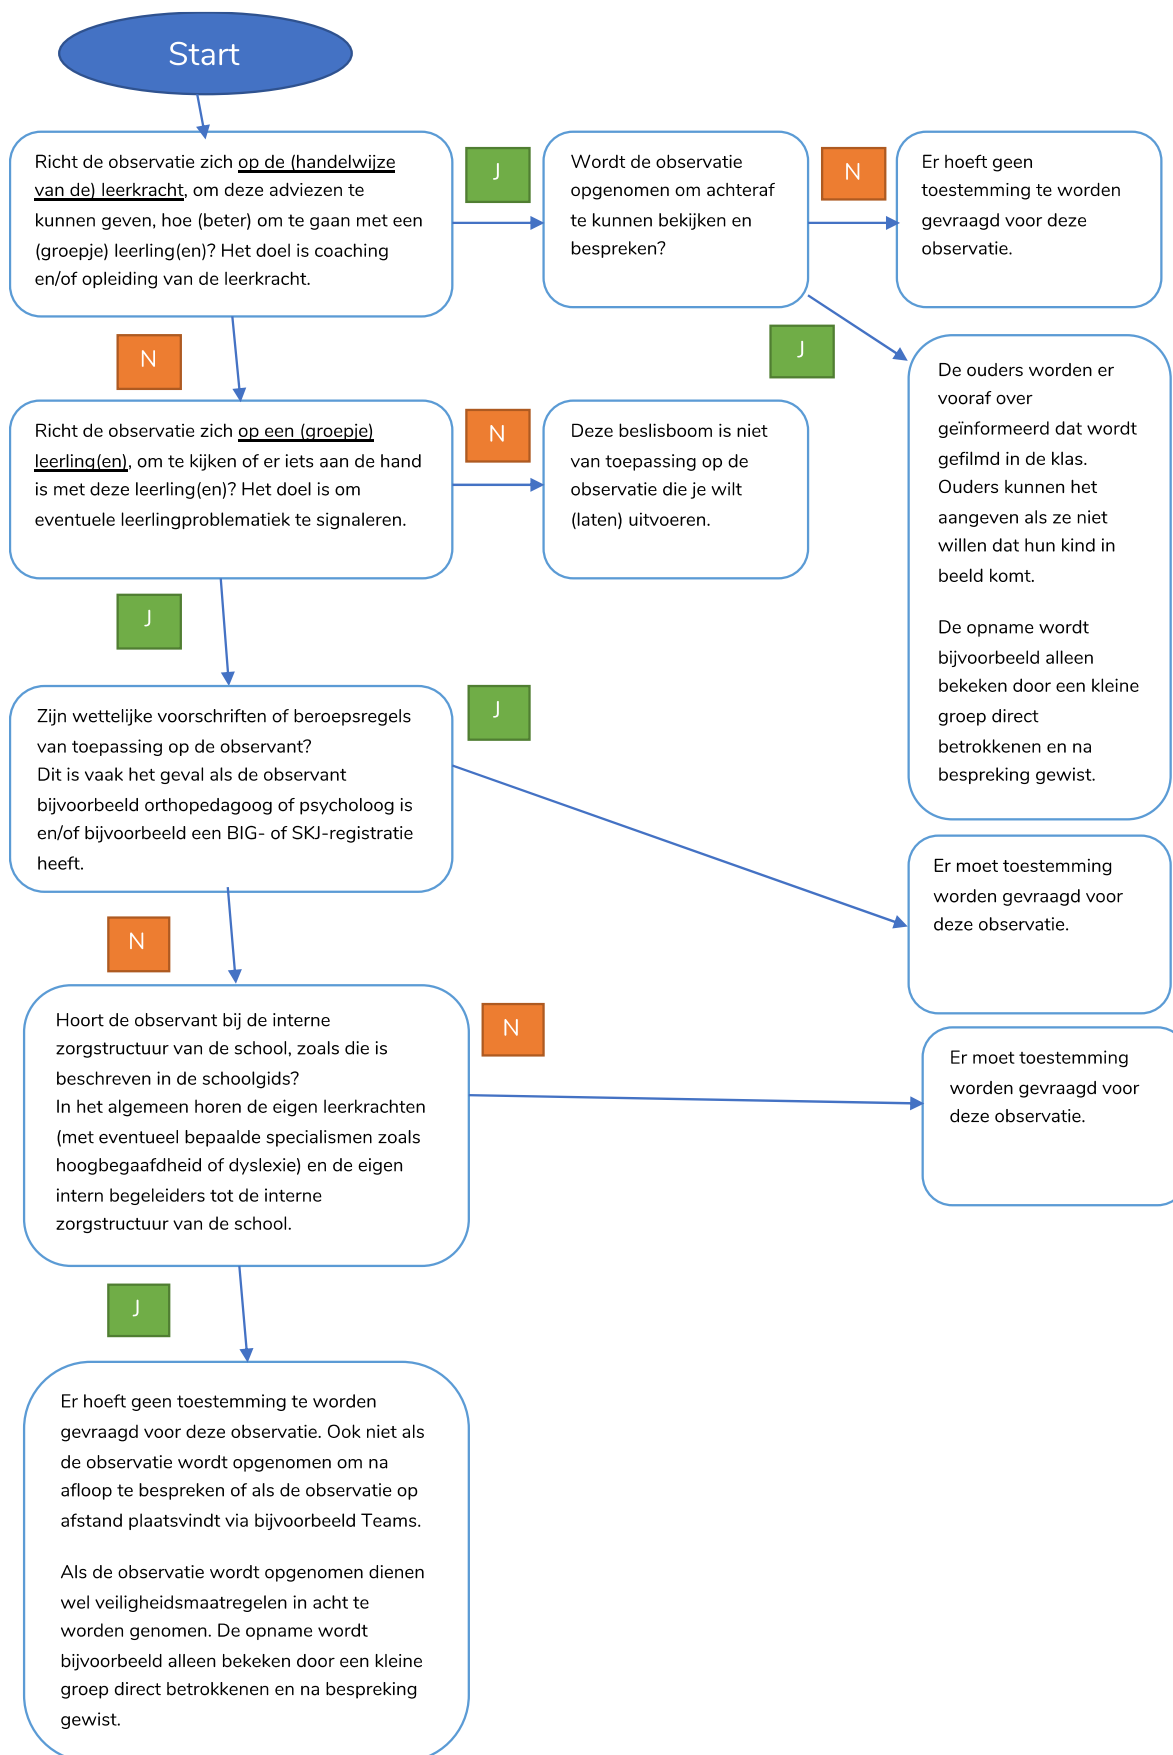 Start
Richt de observatie zich op de (handelwijze
van de) leerkracht, om deze adviezen te
kunnen geven, hoe (beter) om te gaan met een
(groepje) leerling(en)? Het doel is coaching
en/of opleiding van de leerkracht.
J
Wordt de observatie
opgenomen om achteraf
te kunnen bekijken en
bespreken?
N
Er hoeft geen
toestemming te worden
gevraagd voor deze
observatie.
J
De ouders worden er
vooraf over
geïnformeerd dat wordt
gefilmd in de klas.
Ouders kunnen het
aangeven als ze niet
willen dat hun kind in
beeld komt.
De opname wordt
bijvoorbeeld alleen
bekeken door een kleine
groep direct
betrokkenen en na
bespreking gewist.
N
Richt de observatie zich op een (groepje)
leerling(en), om te kijken of er iets aan de hand
is met deze leerling(en)? Het doel is om
eventuele leerlingproblematiek te signaleren.
N
Deze beslisboom is niet
van toepassing op de
observatie die je wilt
(laten) uitvoeren.
J
Zijn wettelijke voorschriften of beroepsregels
van toepassing op de observant?
Dit is vaak het geval als de observant
bijvoorbeeld orthopedagoog of psycholoog is
en/of bijvoorbeeld een BIG- of SKJ-registratie
heeft.
J
Er moet toestemming
worden gevraagd voor
deze observatie.
N
Hoort de observant bij de interne
zorgstructuur van de school, zoals die is
beschreven in de schoolgids?
In het algemeen horen de eigen leerkrachten
(met eventueel bepaalde specialismen zoals
hoogbegaafdheid of dyslexie) en de eigen
intern begeleiders tot de interne
zorgstructuur van de school.
N
Er moet toestemming
worden gevraagd voor
deze observatie.
J
Er hoeft geen toestemming te worden
gevraagd voor deze observatie. Ook niet als
de observatie wordt opgenomen om na
afloop te bespreken of als de observatie op
afstand plaatsvindt via bijvoorbeeld Teams.
Als de observatie wordt opgenomen dienen
wel veiligheidsmaatregelen in acht te
worden genomen. De opname wordt
bijvoorbeeld alleen bekeken door een kleine
groep direct betrokkenen en na bespreking
gewist.